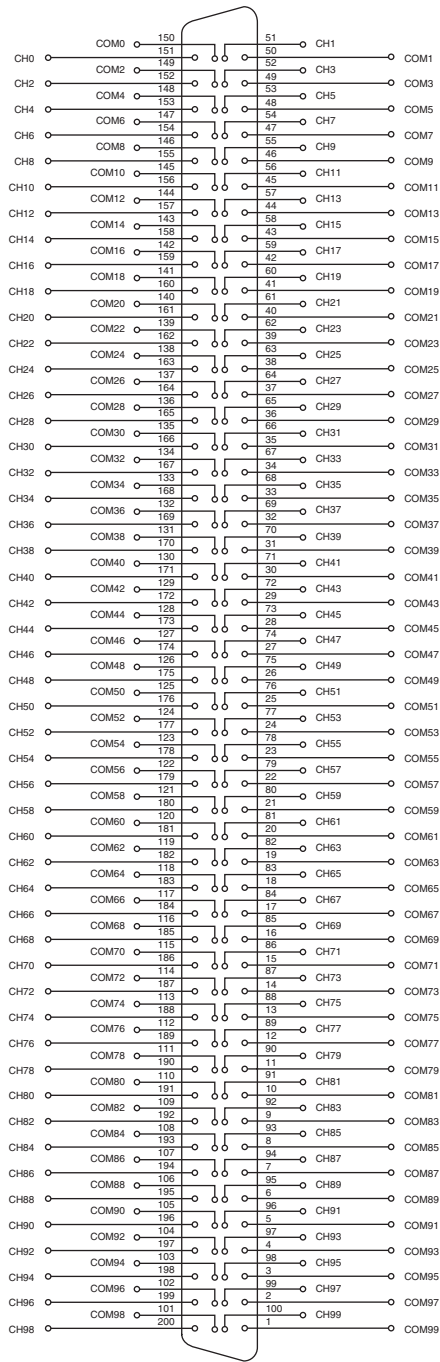 COM0 150 51 CH1
CH0 151 50 COM1
COM2 149 52 CH3
CH2 152 49 COM3
COM4 148 53 CH5
CH4 153 48 COM5
COM6 147 54 CH7
CH6 154 47 COM7
COM8 146 55 CH9
CH8 155 46 COM9
COM10 145 56 CH11
CH10 156 45 COM11
COM12 144 57 CH13
CH12 157 44 COM13
COM14 143 58 CH15
CH14 158 43 COM15
COM16 142 59 CH17
CH16 159 42 COM17
COM18 141 60 CH19
CH18 160 41 COM19
COM20 140 61 CH21
CH20 161 40 COM21
COM22 139 62 CH23
CH22 162 39 COM23
COM24 138 63 CH25
CH24 163 38 COM25
COM26 137 64 CH27
CH26 164 37 COM27
COM28 136 65 CH29
CH28 165 36 COM29
COM30 135 66 CH31
CH30 166 35 COM31
COM32 134 67 CH33
CH32 167 34 COM33
COM34 133 68 CH35
CH34 168 33 COM35
COM36 132 69 CH37
CH36 169 32 COM37
COM38 131 70 CH39
CH38 170 31 COM39
COM40 130 71 CH41
CH40 171 30 COM41
COM42 129 72 CH43
CH42 172 29 COM43
COM44 128 73 CH45
CH44 173 28 COM45
COM46 127 74 CH47
CH46 174 27 COM47
COM48 126 75 CH49
CH48 175 26 COM49
COM50 125 76 CH51
CH50 176 25 COM51
COM52 124 77 CH53
CH52 177 24 COM53
COM54 123 78 CH55
CH54 178 23 COM55
COM56 122 79 CH57
CH56 179 22 COM57
COM58 121 80 CH59
CH58 180 21 COM59
COM60 120 81 CH61
CH60 181 20 COM61
COM62 119 82 CH63
CH62 182 19 COM63
COM64 118 83 CH65
CH64 183 18 COM65
COM66 117 84 CH67
CH66 184 17 COM67
COM68 116 85 CH69
CH68 185 16 COM69
COM70 115 86 CH71
CH70 186 15 COM71
COM72 114 87 CH73
CH72 187 14 COM73
COM74 113 88 CH75
CH74 188 13 COM75
COM76 112 89 CH77
CH76 189 12 COM77
COM78 111 90 CH79
CH78 190 11 COM79
COM80 110 91 CH81
CH80 191 10 COM81
COM82 109 92 CH83
CH82 192 9 COM83
COM84 108 93 CH85
CH84 193 8 COM85
COM86 107 94 CH87
CH86 194 7 COM87
COM88 106 95 CH89
CH88 195 6 COM89
COM90 105 96 CH91
CH90 196 5 COM91
COM92 104 97 CH93
CH92 197 4 COM93
COM94 103 98 CH95
CH94 198 3 COM95
COM96 102 99 CH97
CH96 199 2 COM97
COM98 101 100 CH99
CH98 200 1 COM99